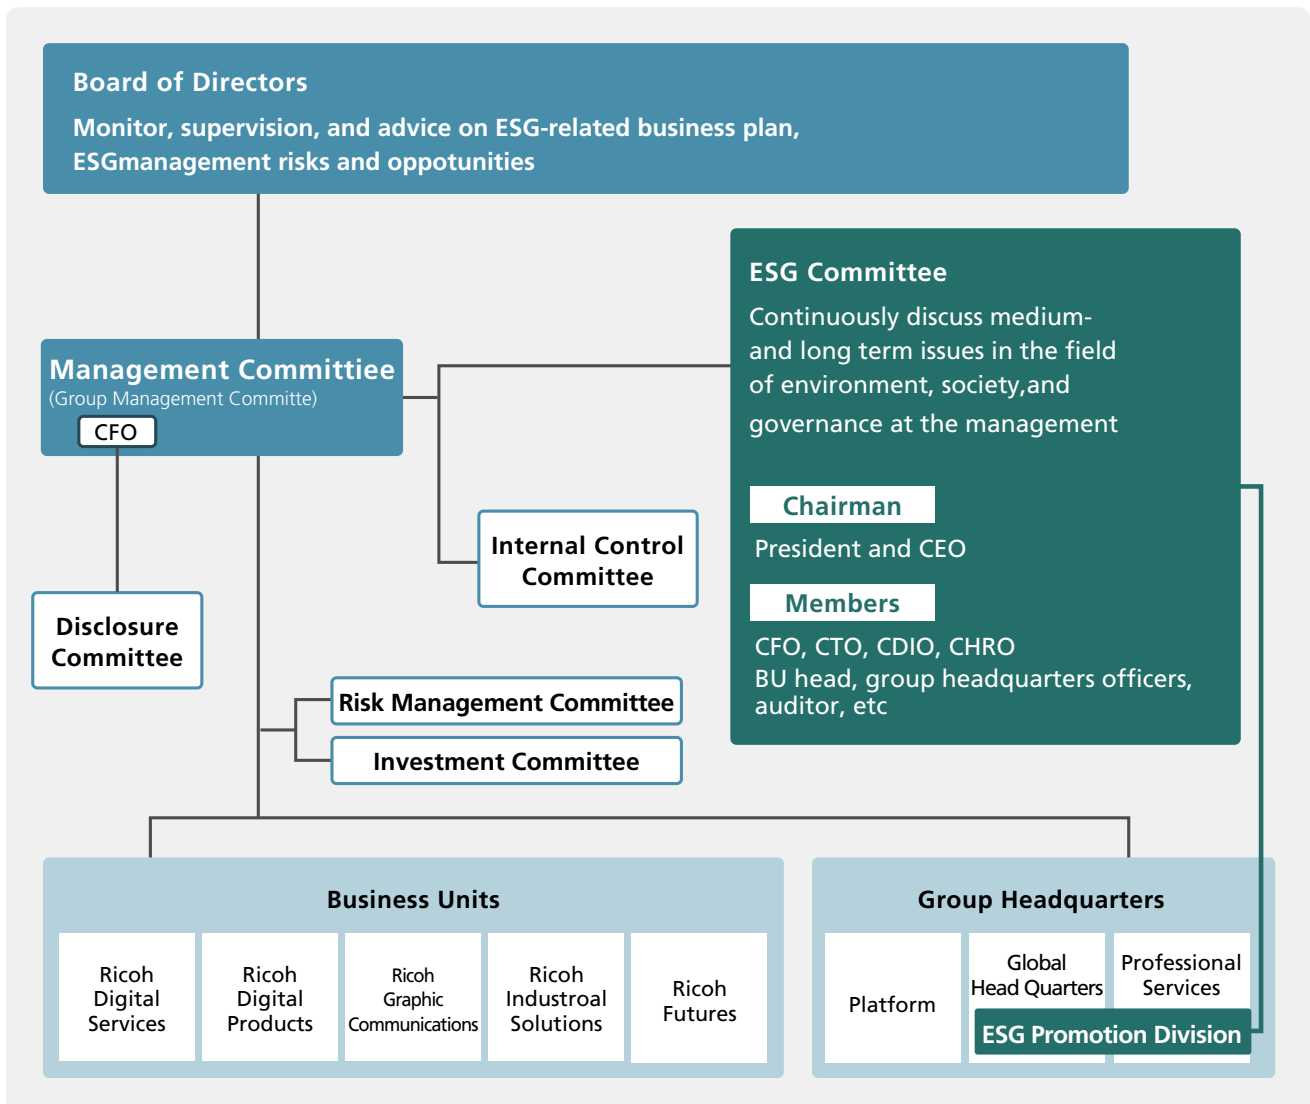 Board of Directors
Monitor, supervision, and advice on ESG-related business plan,
ESGmanagement risks and oppotunities
Management Committiee
(Group Management Committe)
CFO
ESG Committee
Continuously discuss medium-
and long term issues in the field
of environment, society,and
governance at the management
Chairman
President and CEO
Members
CFO, CTO, CDIO, CHRO
BU head, group headquarters officers,
auditor, etc
Internal Control
Committee
Disclosure
Committee
Risk Management Committee
Investment Committee
Business Units
Ricoh
Digital
Services
Ricoh
Digital
Products
Ricoh
Graphic
Communications
Ricoh
Industroal
Solutions
Ricoh
Futures
Group Headquarters
Platform
Global
Head Quarters
Professional
Services
ESG Promotion Division